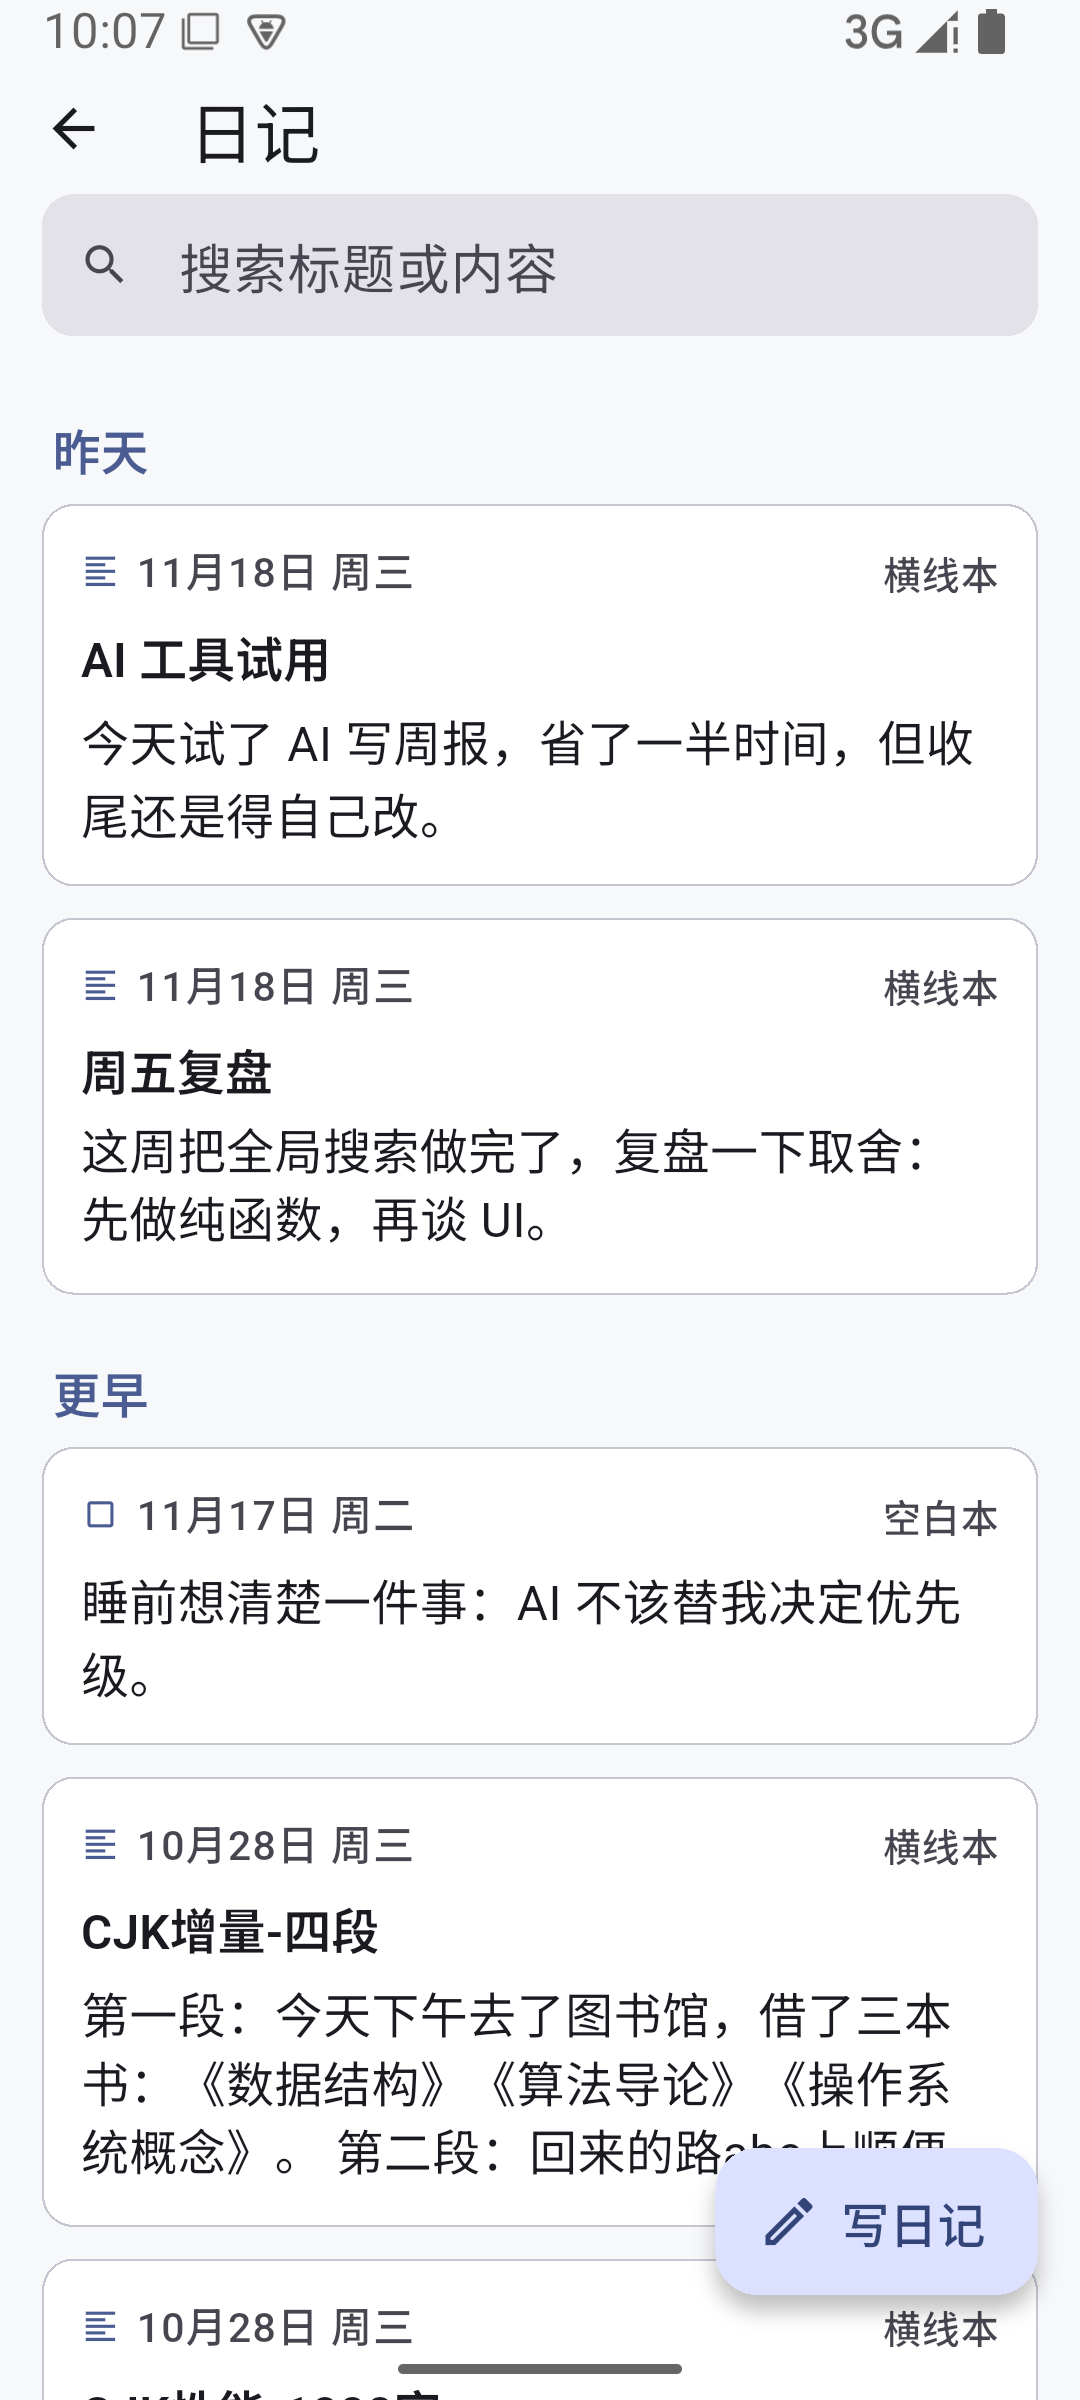 10:07
3G
日记
搜索标题或内容
昨天
11月18日 周三
横线本
AI 工具试用
今天试了 AI 写周报，省了一半时间，但收
尾还是得自己改。
11月18日 周三
横线本
周五复盘
这周把全局搜索做完了，复盘一下取舍：
先做纯函数，再谈 UI。
更早
11月17日 周二
空白本
睡前想清楚一件事：AI 不该替我决定优先
级。
10月28日 周三
横线本
CJK增量-四段
第一段：今天下午去了图书馆，借了三本
书：《数据结构》《算法导论》《操作系
统概念》。 第二段：回来的路
写日记
10月28日 周三
横线本